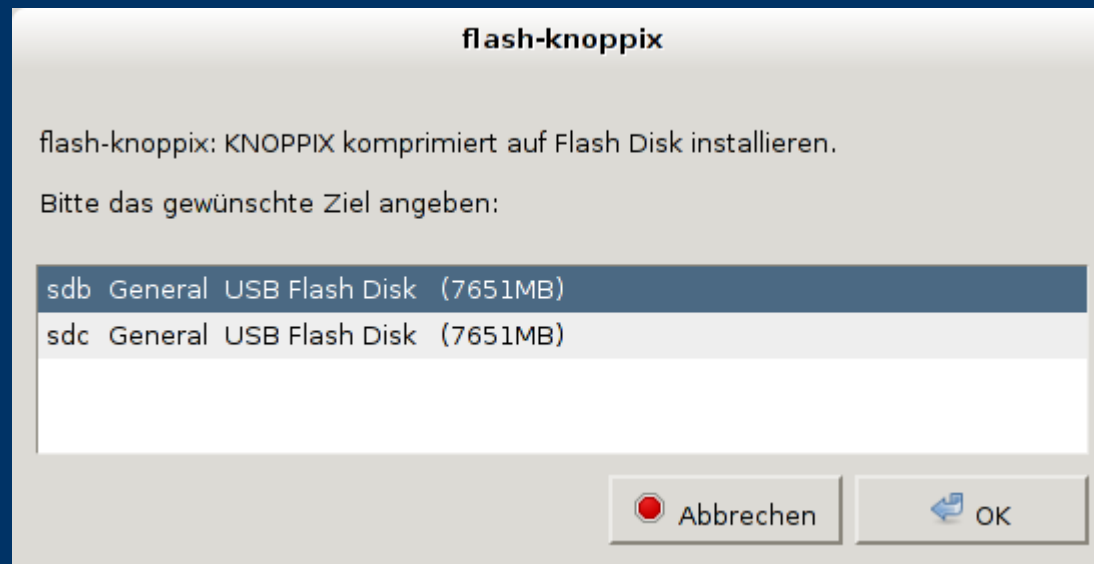 flash-knoppix
flash-knoppix: KNOPPIX komprimiert auf Flash Disk installieren.
Bitte das gewünschte Ziel angeben:
sdb General USB Flash Disk (7651MB)
sdc General USB Flash Disk (7651MB)
Abbrechen OK